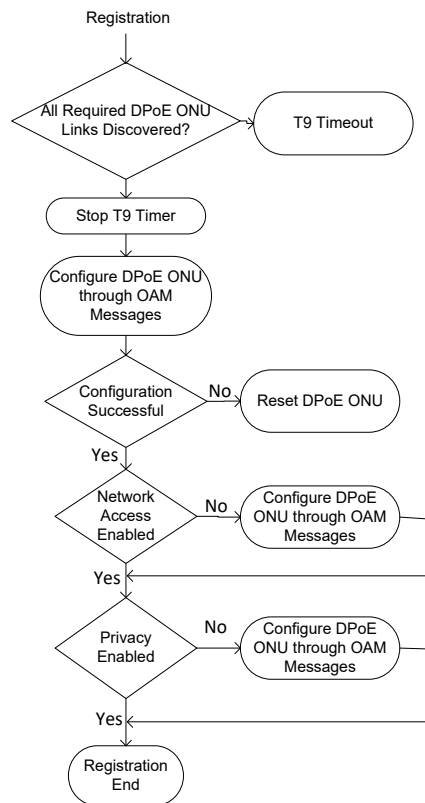 Registration
All Required DPoE ONU
Links Discovered?
T9 Timeout
Stop T9 Timer
Configure DPoE ONU
through OAM
Messages
Configuration
Successful
No
Reset DPoE ONU
Yes
Network
Access
Enabled
No
Configure DPoE
ONU through OAM
Messages
Yes
Privacy
Enabled
No
Configure DPoE
ONU through OAM
Messages
Yes
Registration
End